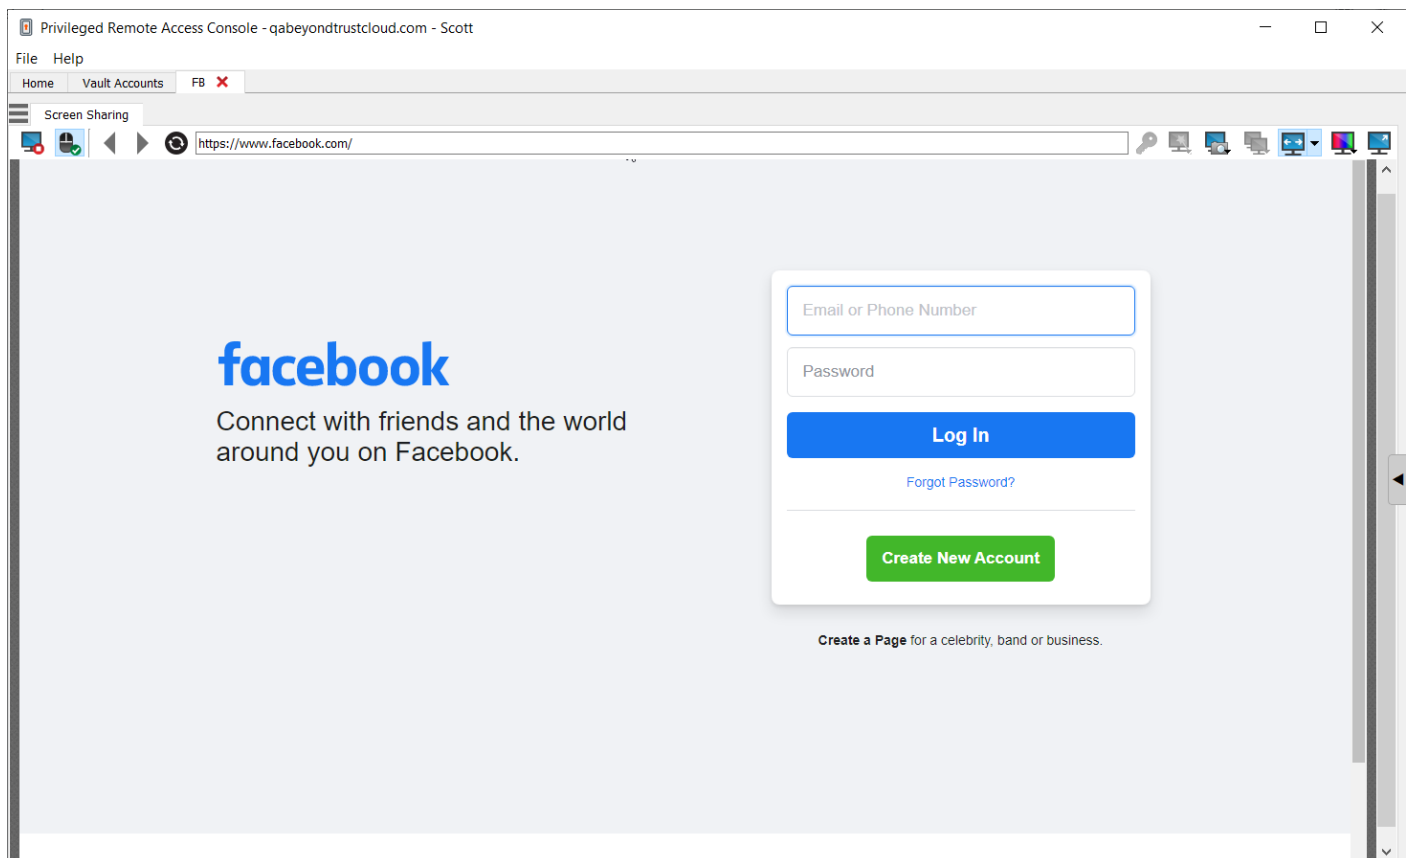 Privileged Remote Access Console - qabeyondtrustcloud.com - Scott
File Help
Home Vault Accounts FB
Screen Sharing
https://www.facebook.com/
Email or Phone Number
facebook
Password
Connect with friends and the world
around you on Facebook.
Log In
Forgot Password?
Create New Account
Create a Page for a celebrity, band or business.